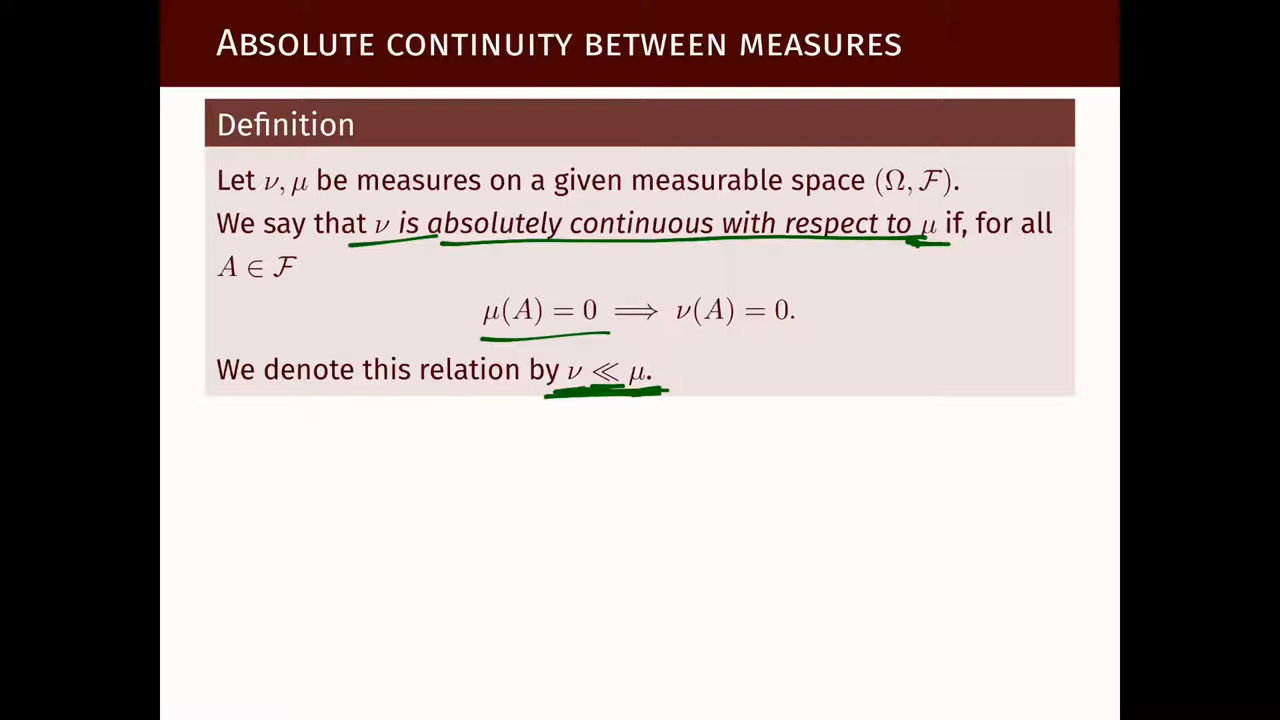 Absolute continuity between measures
Definition
Let ν, μ be measures on a given measurable space (Ω, ℱ).
We say that ν is absolutely continuous with respect to μ if, for all
A ∈ ℱ
μ(A) = 0 ⟹ ν(A) = 0.
We denote this relation by ν ≪ μ.